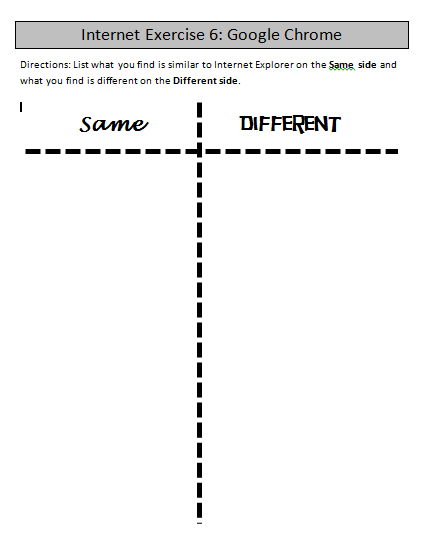 Internet Exercise 6: Google Chrome
Directions: List what you find is similar to Internet Explorer on the Same side and
what you find is different on the Different side.
Same DIFFERENT